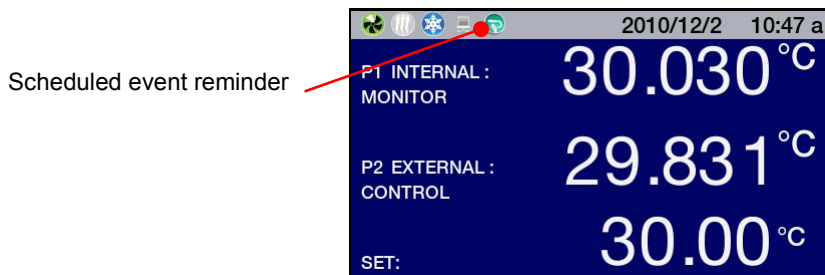 2010/12/2 10:47 a
Scheduled event reminder
P1 INTERNAL : 30.030 °C
MONITOR
P2 EXTERNAL : 29.831 °C
CONTROL
SET: 30.00 °C